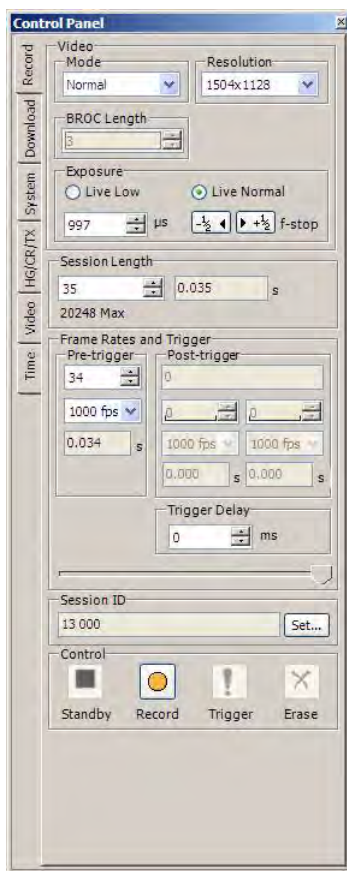 Control Panel
Record
Download
System
HG/CR/TX
Video
Time
Video
Mode
Normal
Resolution
1504x1128
BROC Length
3
Exposure
Live Low
Live Normal
997
µs
-½
+½
f-stop
Session Length
35
0.035
s
20248 Max
Frame Rates and Trigger
Pre-trigger
34
1000 fps
0.034
s
Post-trigger
0
0
0
1000 fps
1000 fps
0.000
s
0.000
s
Trigger Delay
0
ms
Session ID
13 000
Set...
Control
Standby
Record
Trigger
Erase